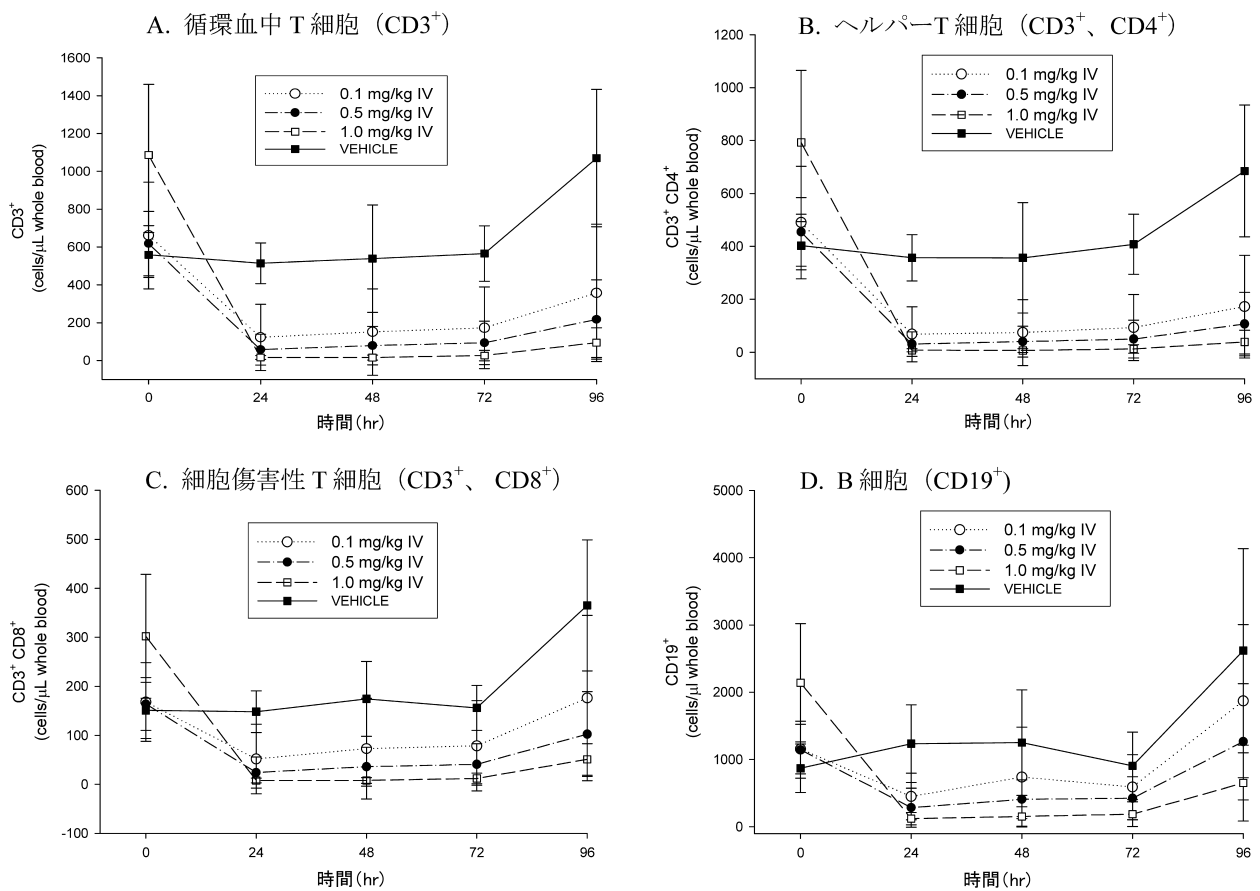 A. 循環血中 T 細胞（CD3⁺）
1600
1400
1200
1000
800
600
400
200
0
CD3⁺
(cells/μL whole blood)
0.1 mg/kg IV
0.5 mg/kg IV
1.0 mg/kg IV
VEHICLE
0 24 48 72 96
時間(hr)
B. ヘルパーT 細胞（CD3⁺、CD4⁺）
1200
1000
800
600
400
200
0
CD3⁺ CD4⁺
(cells/μL whole blood)
0.1 mg/kg IV
0.5 mg/kg IV
1.0 mg/kg IV
VEHICLE
0 24 48 72 96
時間(hr)
C. 細胞傷害性 T 細胞（CD3⁺、 CD8⁺）
600
500
400
300
200
100
0
-100
CD3⁺ CD8⁺
(cells/μL whole blood)
0.1 mg/kg IV
0.5 mg/kg IV
1.0 mg/kg IV
VEHICLE
0 24 48 72 96
時間(hr)
D. B 細胞（CD19⁺)
5000
4000
3000
2000
1000
0
CD19⁺
(cells/μl whole blood)
0.1 mg/kg IV
0.5 mg/kg IV
1.0 mg/kg IV
VEHICLE
0 24 48 72 96
時間(hr)